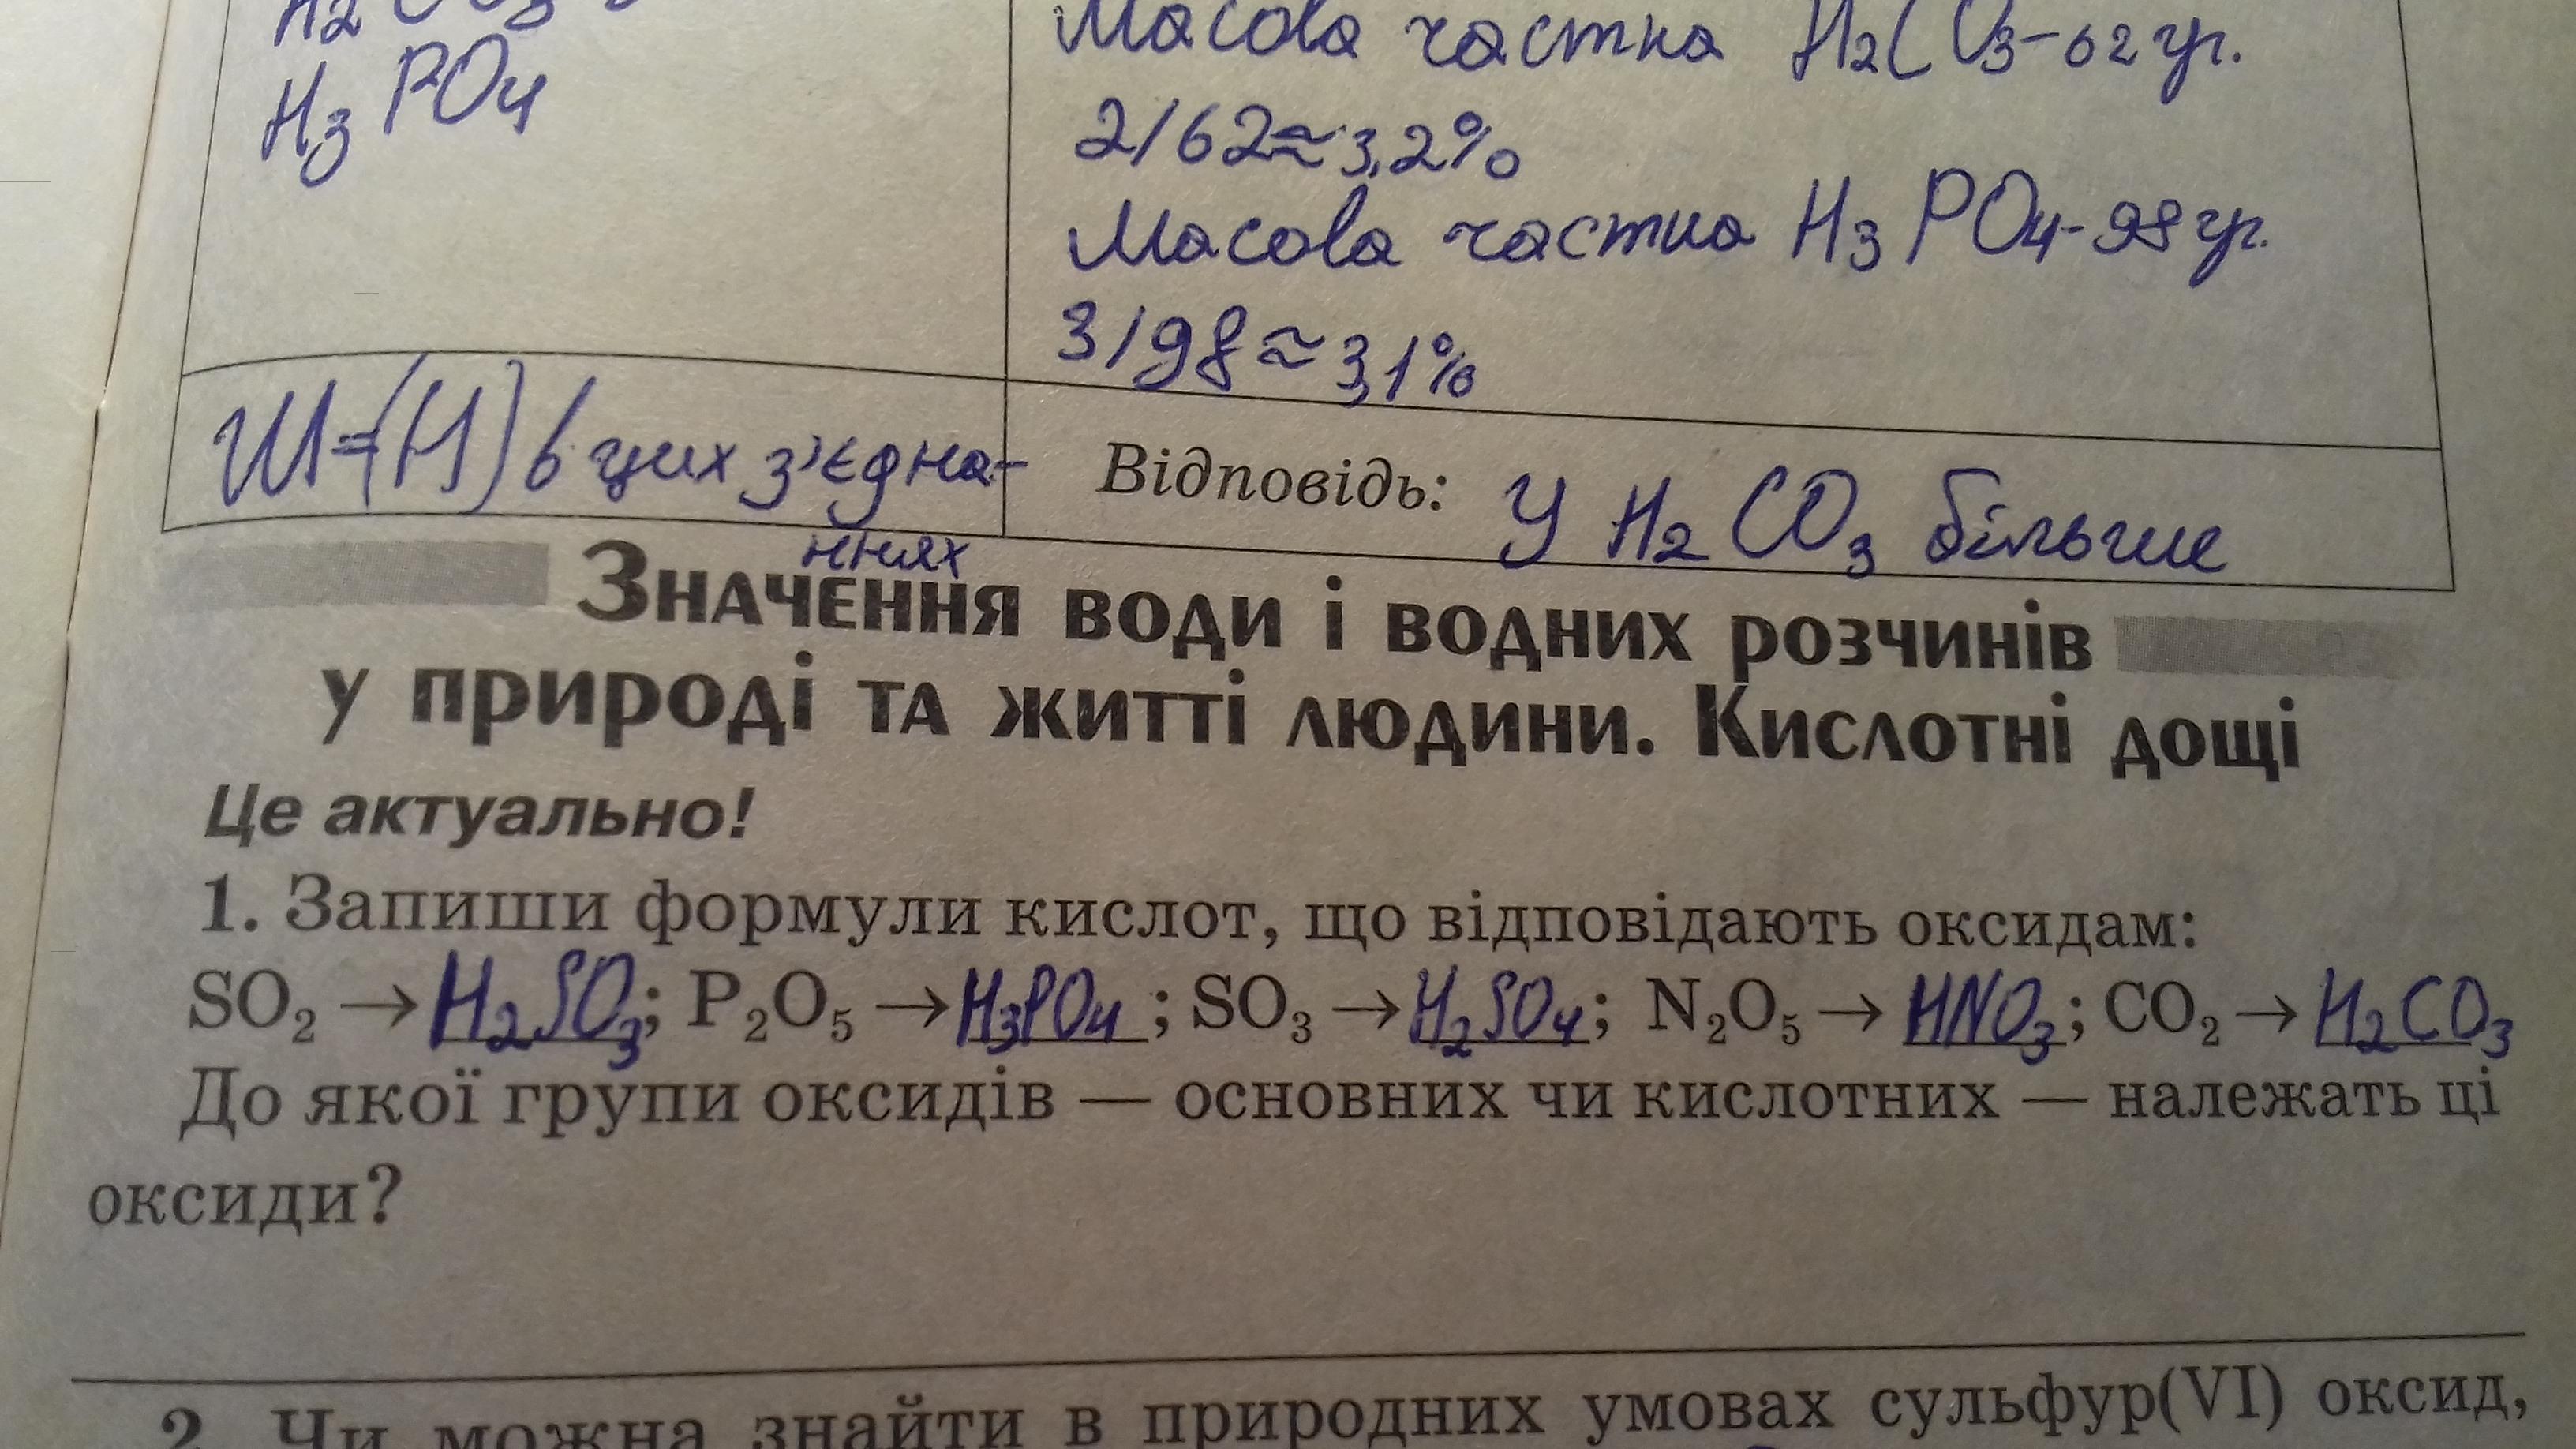 H₂CO₃
H₃PO₄
Масова частка H₂CO₃-62 гр.
2/62≈3,2%
Масова частка H₃PO₄-98 гр.
3/98≈3,1%
W=(H) в цих з'єдна-
ннях
Відповідь: У H₂CO₃ більше
Значення води і водних розчинів
у природі та житті людини. Кислотні дощі
Це актуально!
1. Запиши формули кислот, що відповідають оксидам:
SO₂ → H₂SO₃; P₂O₅ → H₃PO₄; SO₃ → H₂SO₄; N₂O₅ → HNO₃; CO₂ → H₂CO₃
До якої групи оксидів — основних чи кислотних — належать ці
оксиди?
2. Чи можна знайти в природних умовах сульфур(VI) оксид,